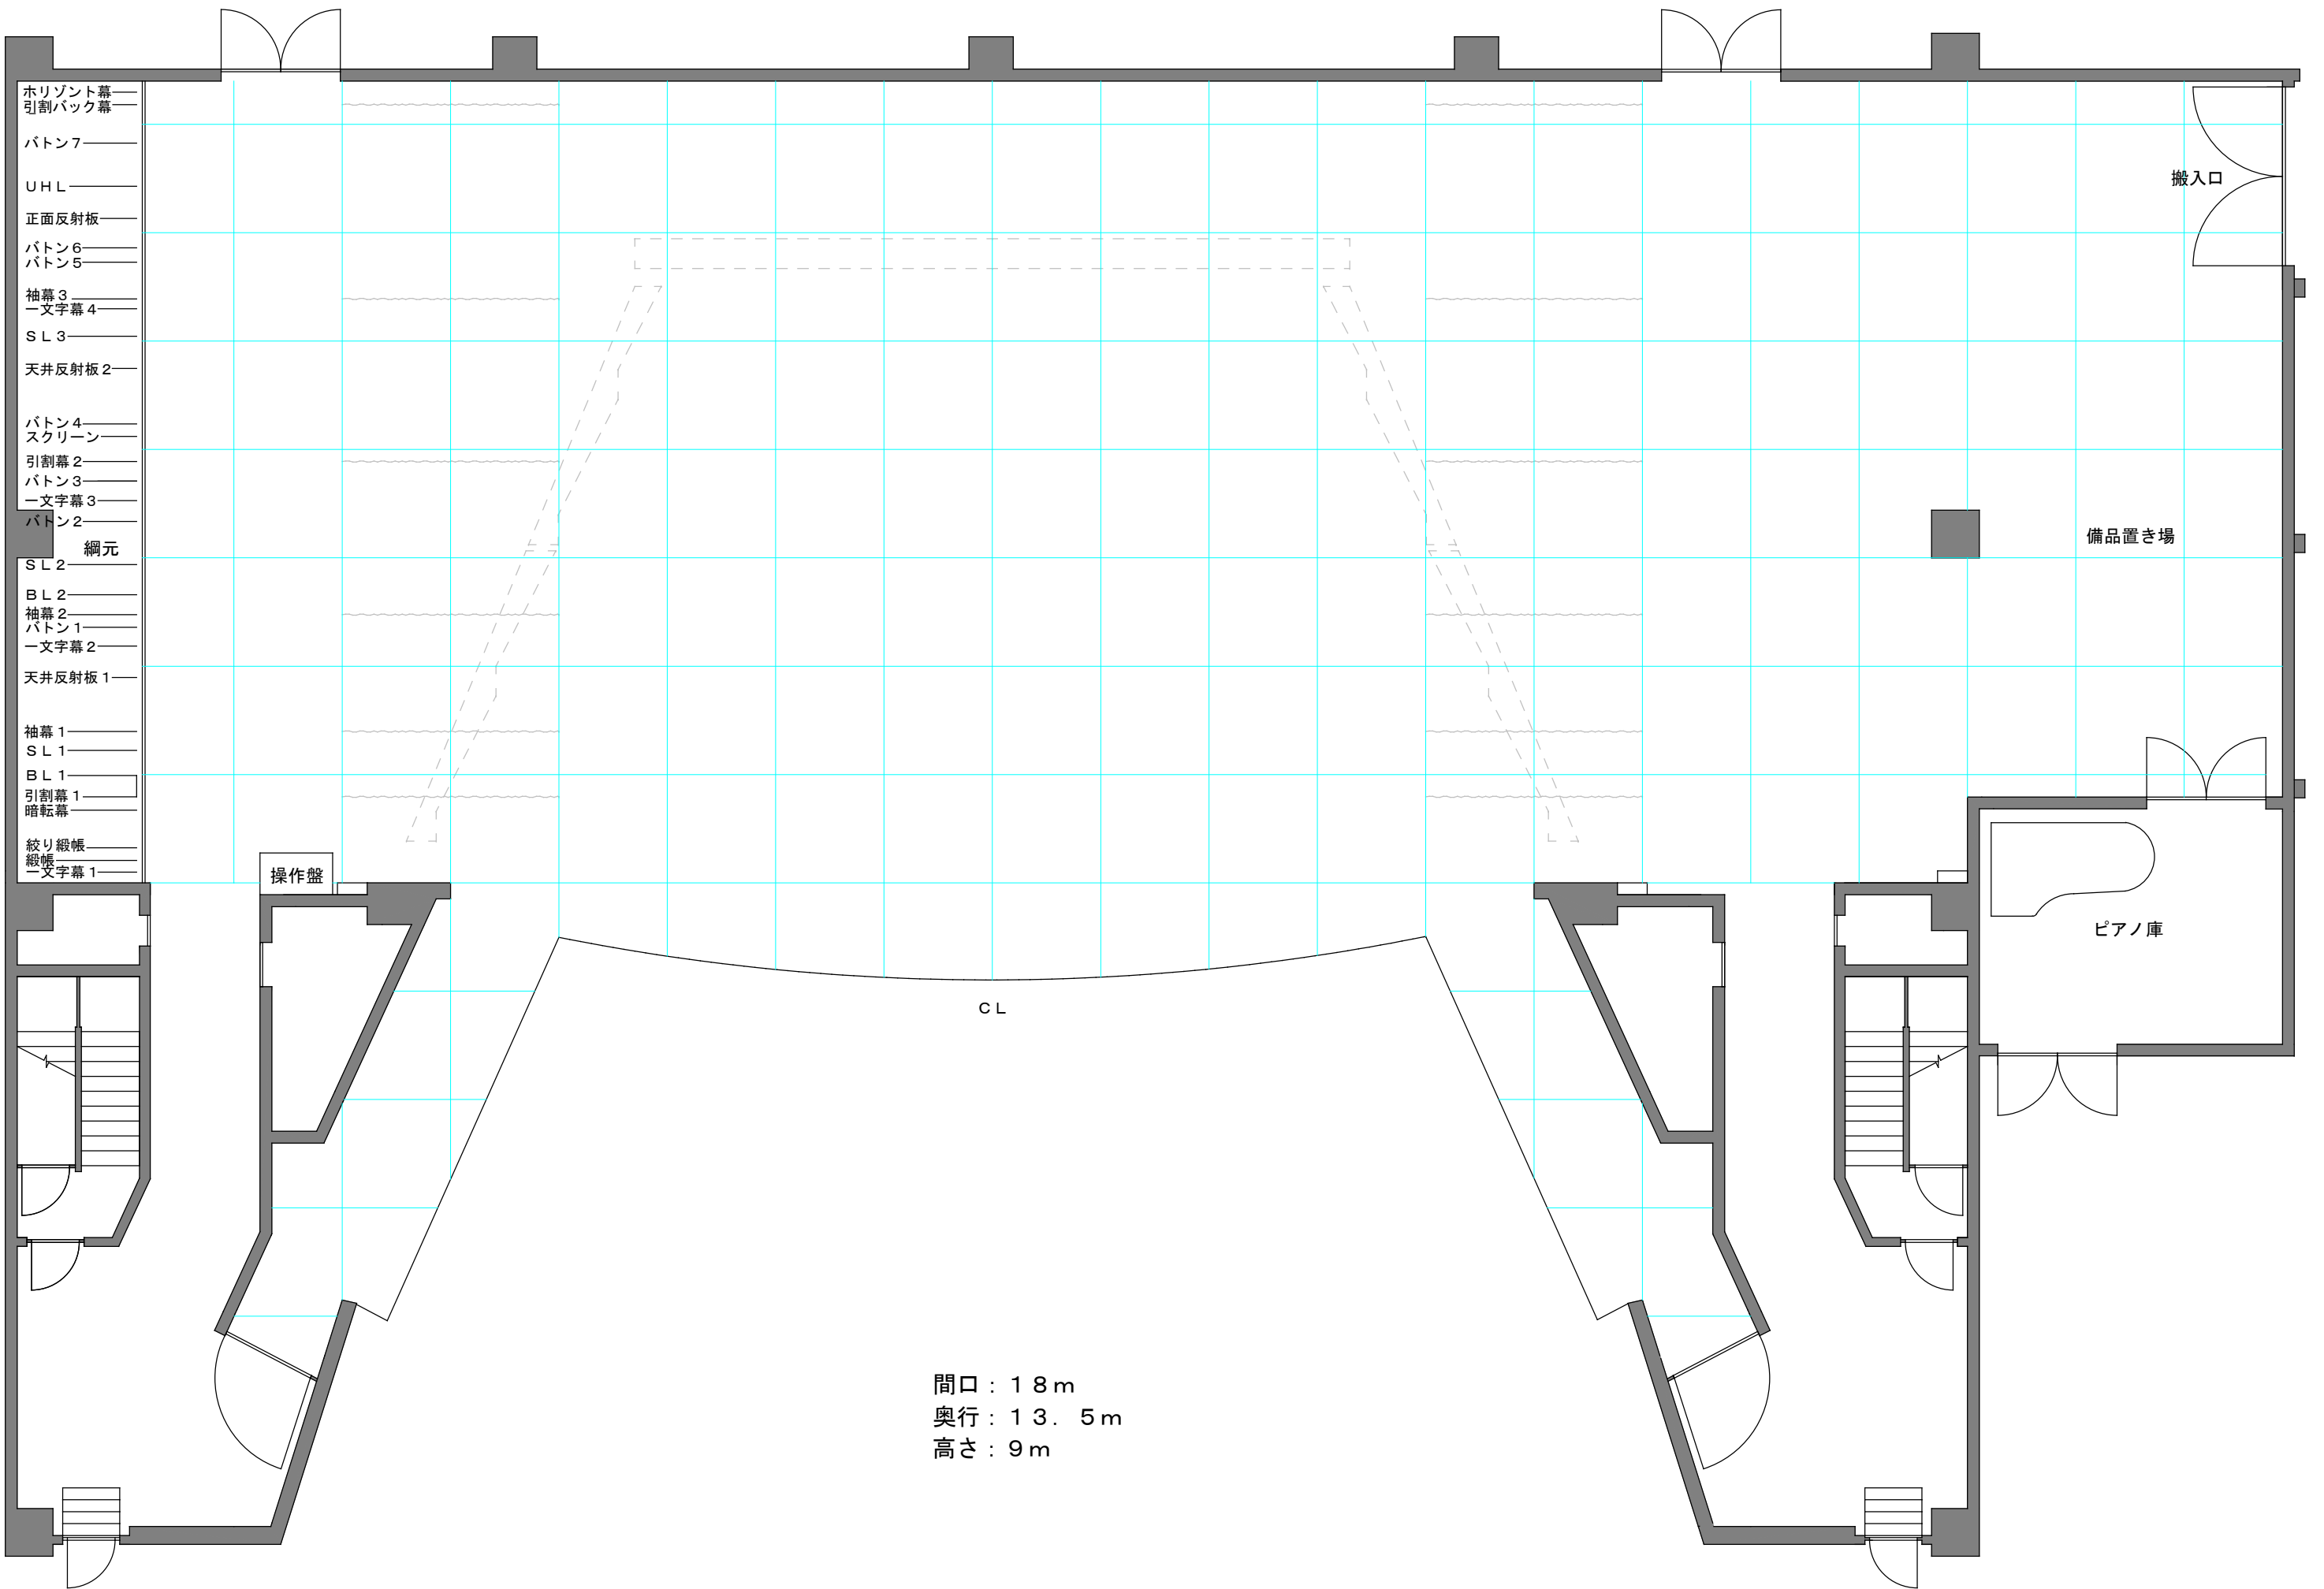 ホリゾント幕
引割バック幕
バトン７
ＵＨＬ
正面反射板
バトン６
バトン５
袖幕３
一文字幕４
ＳＬ３
天井反射板２
バトン４
スクリーン
引割幕２
バトン３
一文字幕３
バトン２
綱元
ＳＬ２
ＢＬ２
袖幕２
バトン１
一文字幕２
天井反射板１
袖幕１
ＳＬ１
ＢＬ１
引割幕１
暗転幕
絞り緞帳
緞帳
一文字幕１
操作盤
搬入口
備品置き場
ピアノ庫
ＣＬ
間口：１８ｍ
奥行：１３．５ｍ
高さ：９ｍ